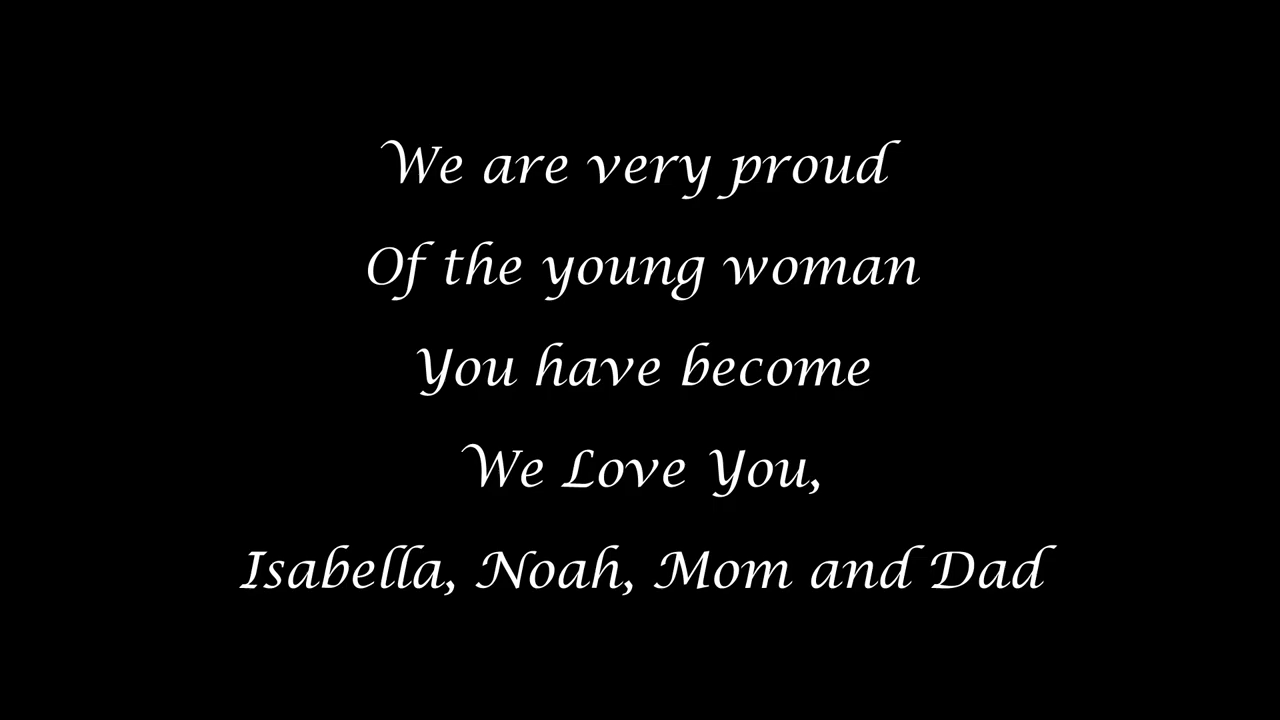 We are very proud
Of the young woman
You have become
We Love You,
Isabella, Noah, Mom and Dad